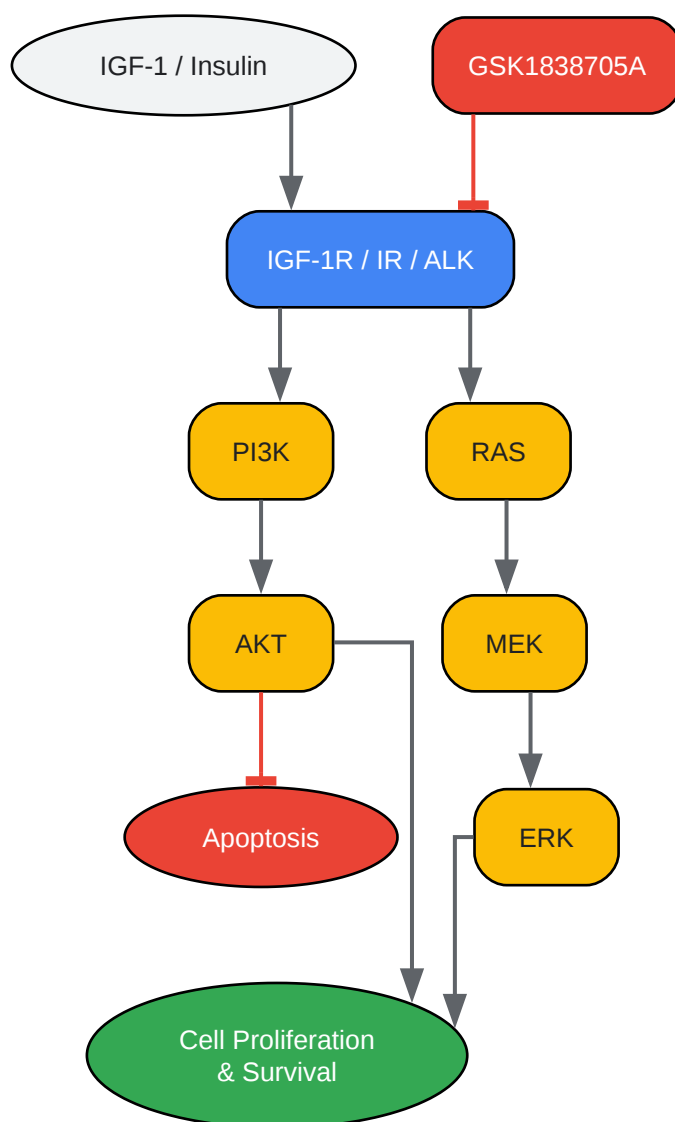 IGF-1 / Insulin
GSK1838705A
IGF-1R / IR / ALK
PI3K
RAS
AKT
MEK
Apoptosis
ERK
Cell Proliferation
& Survival